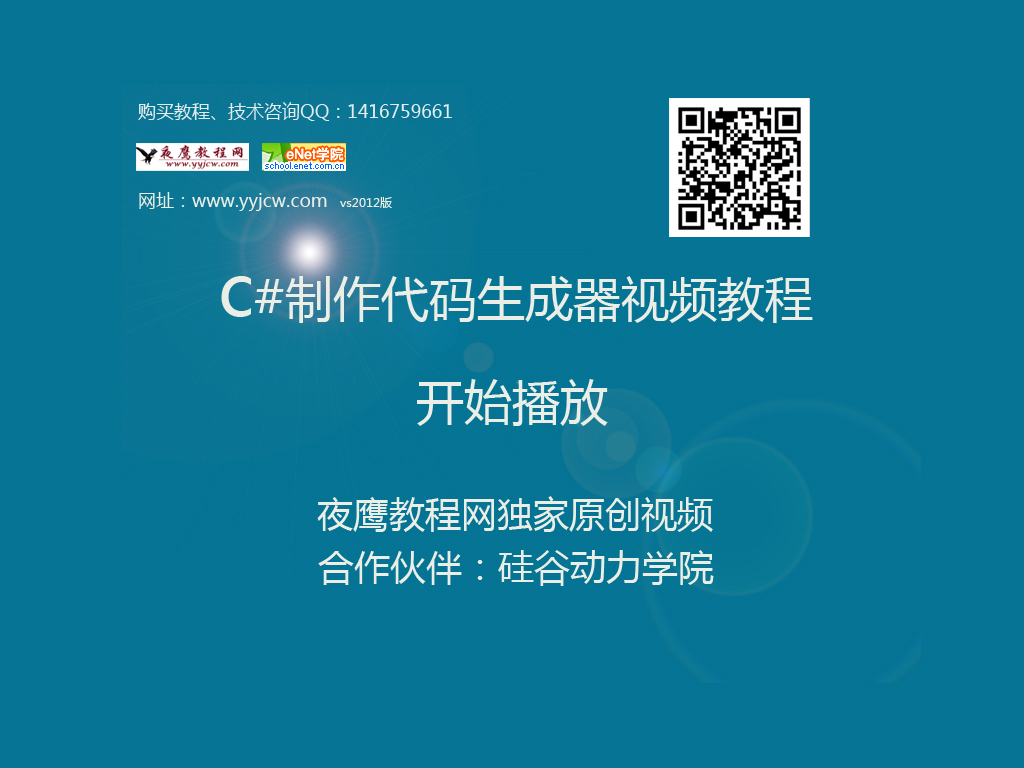 购买教程、技术咨询QQ：1416759661
夜鹰教程网
www.yyjcw.com
eNet学院
school.enet.com.cn
网址：www.yyjcw.com vs2012版
C#制作代码生成器视频教程
开始播放
夜鹰教程网独家原创视频
合作伙伴：硅谷动力学院